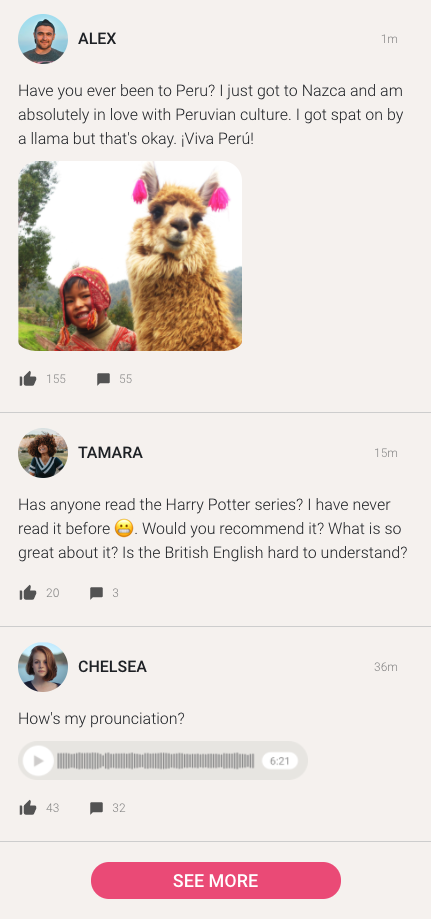 ALEX
1m
Have you ever been to Peru? I just got to Nazca and am
absolutely in love with Peruvian culture. I got spat on by
a llama but that's okay. ¡Viva Perú!
155 55
TAMARA
15m
Has anyone read the Harry Potter series? I have never
read it before 😬. Would you recommend it? What is so
great about it? Is the British English hard to understand?
20 3
CHELSEA
36m
How's my prounciation?
6:21
43 32
SEE MORE